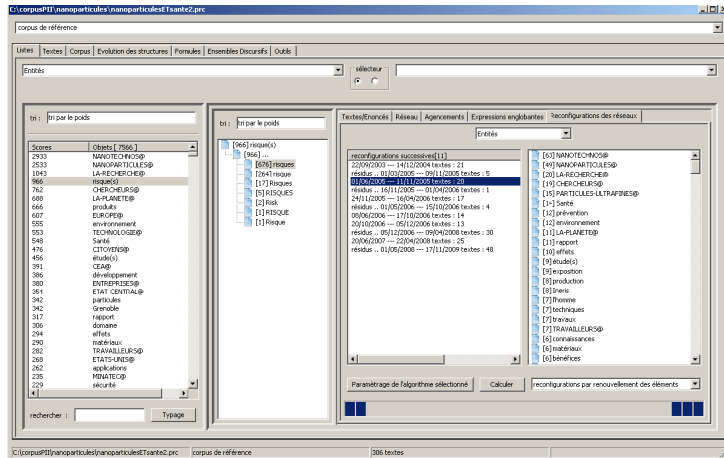 C:\corpusPII\nanoparticules\nanoparticulesETsante2.prc
corpus de référence
Listes Textes Corpus Evolution des structures Formules Ensembles Discursifs Outils
Entités
sélecteur
tri : tri par le poids
Scores Objets [ 7566 ]
2933 NANOTECHNOS@
2533 NANOPARTICULES@
1043 LA-RECHERCHE@
966 risque(s)
762 CHERCHEURS@
688 LA-PLANETE@
666 produits
607 EUROPE@
555 environnement
553 TECHNOLOGIE@
548 Santé
476 CITOYENS@
456 étude(s)
391 CEA@
386 développement
380 ENTREPRISES@
351 ETAT CENTRAL@
342 particules
342 Grenoble
317 rapport
306 domaine
294 effets
290 matériaux
282 TRAVAILLEURS@
268 ETATS-UNIS@
262 applications
235 MINATEC@
229 sécurité
rechercher :
Typage
tri : tri par le poids
[966] risque(s)
[966] ...
[676] risques
[264] risque
[17] Risques
[5] RISQUES
[2] Risk
[1] RISQUE
[1] Risque
Textes/Enoncés Réseau Agencements Expressions englobantes Reconfigurations des réseaux
Entités
reconfigurations successives[11]
22/09/2003 --- 14/12/2004 textes : 21
résidus .. 01/03/2005 --- 09/11/2005 textes : 5
01/06/2005 --- 11/11/2005 textes : 20
résidus .. 16/11/2005 --- 01/04/2006 textes : 1
24/11/2005 --- 16/04/2006 textes : 17
résidus .. 01/05/2006 --- 15/10/2006 textes : 4
08/06/2006 --- 17/10/2006 textes : 14
20/10/2006 --- 05/12/2006 textes : 13
résidus .. 05/12/2006 --- 09/04/2008 textes : 30
20/06/2007 --- 22/04/2008 textes : 25
résidus .. 01/05/2008 --- 17/11/2009 textes : 48
[63] NANOTECHNOS@
[49] NANOPARTICULES@
[20] LA-RECHERCHE@
[19] CHERCHEURS@
[15] PARTICULES-ULTRAFINES@
[14] Santé
[12] prévention
[12] environnement
[11] LA-PLANETE@
[11] rapport
[10] effets
[9] étude(s)
[9] exposition
[8] production
[8] Ineris
[7] l'homme
[7] techniques
[7] travaux
[7] TRAVAILLEURS@
[6] connaissances
[6] matériaux
[6] bénéfices
Paramètrage de l'algorithme sélectionné
Calculer
reconfigurations par renouvellement des éléments
C:\corpusPII\nanoparticules\nanoparticulesETsante2.prc corpus de référence 306 textes